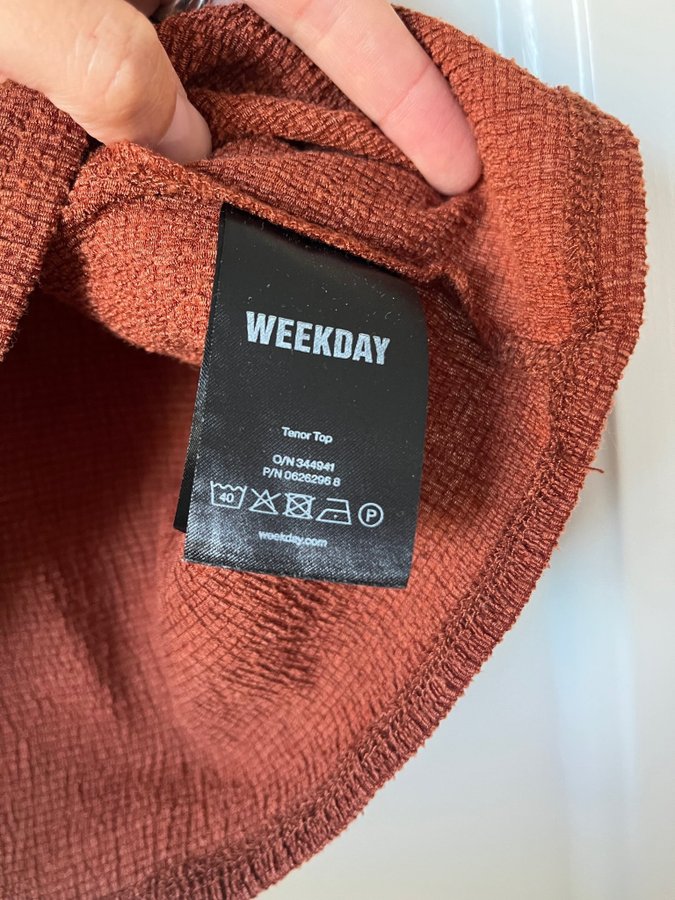 WEEKDAY
Tenor Top
O/N 344941
P/N 0626296 8
40 P
weekday.com